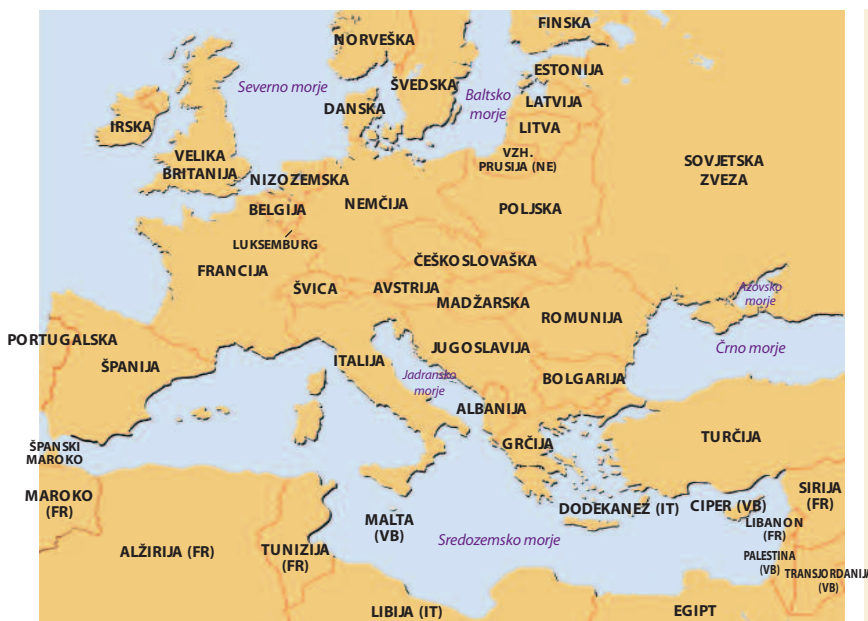 FINSKA
NORVEŠKA
ŠVEDSKA
ESTONIJA
Severno morje
Baltsko
morje
LATVIJA
DANSKA
LITVA
IRSKA
VELIKA
BRITANIJA
VZH.
PRUSIJA (NE)
SOVJETSKA
ZVEZA
NIZOZEMSKA
NEMČIJA
POLJSKA
BELGIJA
LUKSEMBURG
FRANCIJA
ČEŠKOSLOVAŠKA
ŠVICA
AVSTRIJA
MADŽARSKA
Azovsko
morje
ROMUNIJA
PORTUGALSKA
ŠPANIJA
ITALIJA
JUGOSLAVIJA
Črno morje
Jadransko
morje
BOLGARIJA
ALBANIJA
GRČIJA
TURČIJA
ŠPANSKI
MAROKO
MAROKO
(FR)
DODEKANEZ (IT)
CIPER (VB)
SIRIJA
(FR)
MALTA
(VB)
LIBANON
(FR)
Sredozemsko morje
ALŽIRIJA (FR)
TUNIZIJA
(FR)
PALESTINA
(VB)
TRANSJORDANIJA
(VB)
LIBIJA (IT)
EGIPT